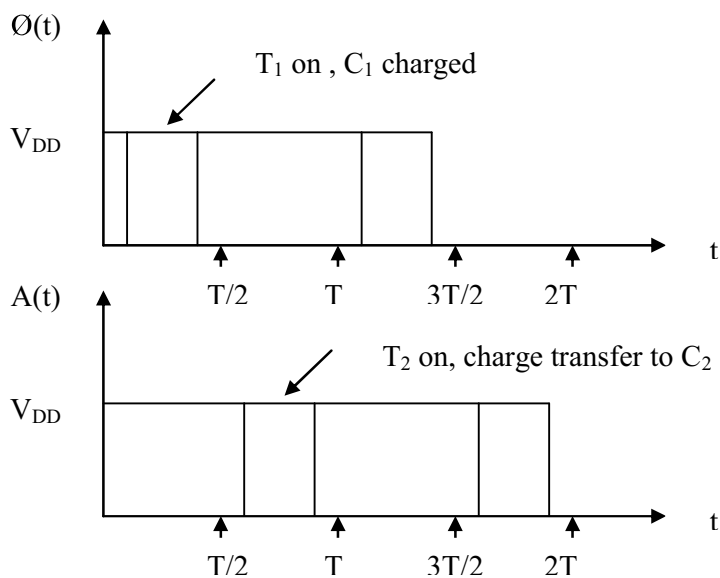 Ø(t)
T₁ on , C₁ charged
V_DD
t
T/2 T 3T/2 2T
A(t)
T₂ on, charge transfer to C₂
V_DD
t
T/2 T 3T/2 2T